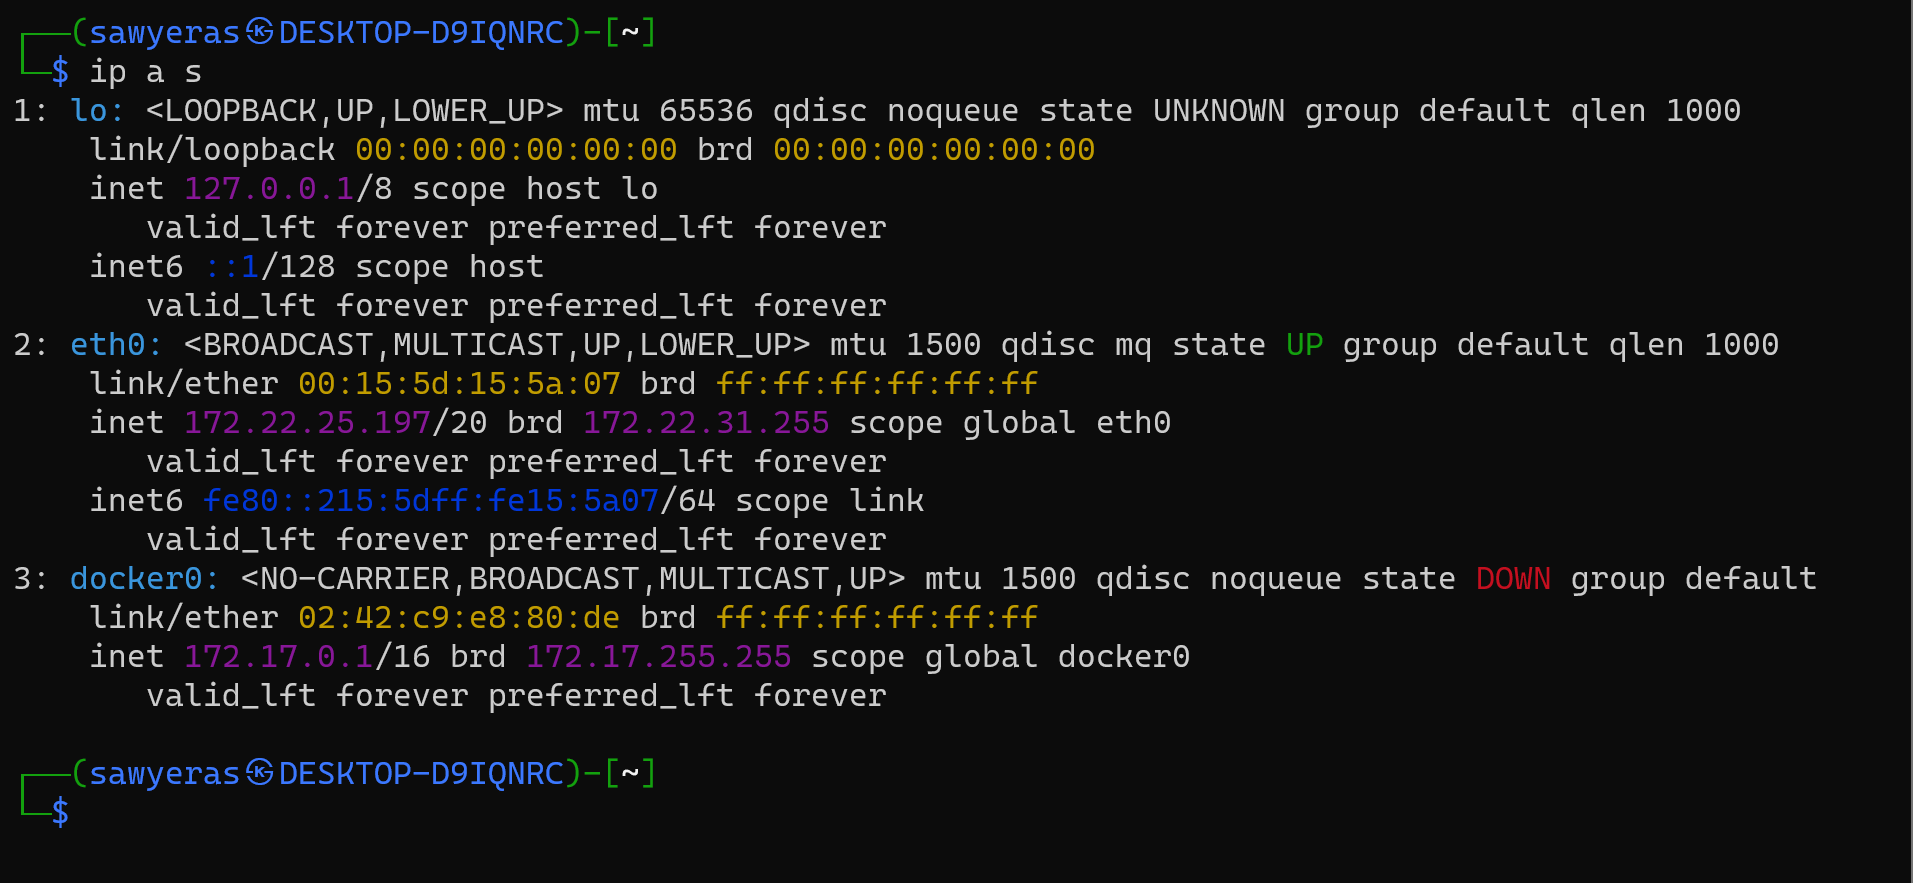 ┌──(sawyeras㉿DESKTOP-D9IQNRC)-[~]
└─$ ip a s
1: lo: <LOOPBACK,UP,LOWER_UP> mtu 65536 qdisc noqueue state UNKNOWN group default qlen 1000
    link/loopback 00:00:00:00:00:00 brd 00:00:00:00:00:00
    inet 127.0.0.1/8 scope host lo
       valid_lft forever preferred_lft forever
    inet6 ::1/128 scope host
       valid_lft forever preferred_lft forever
2: eth0: <BROADCAST,MULTICAST,UP,LOWER_UP> mtu 1500 qdisc mq state UP group default qlen 1000
    link/ether 00:15:5d:15:5a:07 brd ff:ff:ff:ff:ff:ff
    inet 172.22.25.197/20 brd 172.22.31.255 scope global eth0
       valid_lft forever preferred_lft forever
    inet6 fe80::215:5dff:fe15:5a07/64 scope link
       valid_lft forever preferred_lft forever
3: docker0: <NO-CARRIER,BROADCAST,MULTICAST,UP> mtu 1500 qdisc noqueue state DOWN group default
    link/ether 02:42:c9:e8:80:de brd ff:ff:ff:ff:ff:ff
    inet 172.17.0.1/16 brd 172.17.255.255 scope global docker0
       valid_lft forever preferred_lft forever

┌──(sawyeras㉿DESKTOP-D9IQNRC)-[~]
└─$